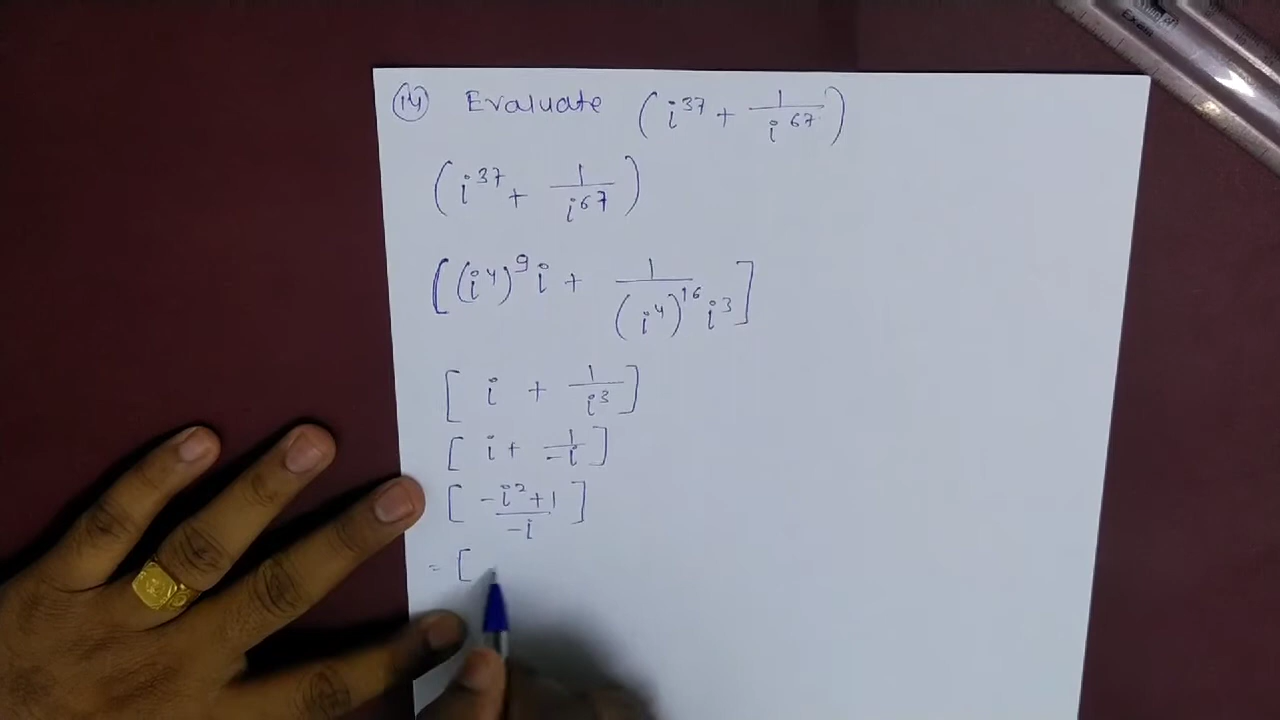 (14) Evaluate (i^37 + 1/i^67)
(i^37 + 1/i^67)
[(i^4)^9 i + 1/((i^4)^16 i^3)]
[ i + 1/i^3 ]
[ i + 1/-i ]
[ (-i^2+1)/-i ]
= [
Exam